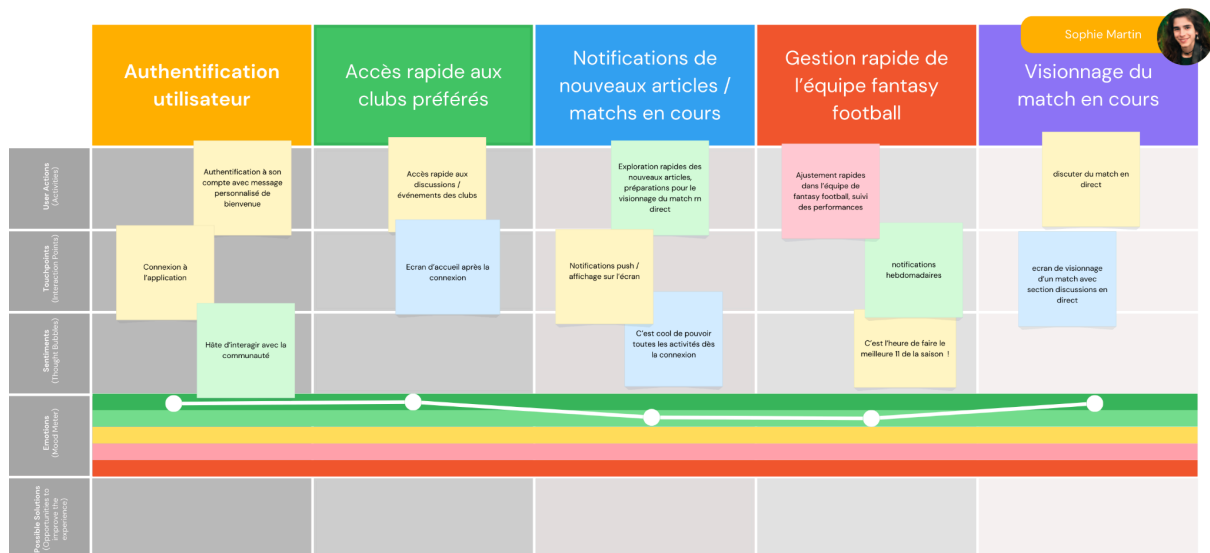 Sophie Martin
Authentification
utilisateur
Accès rapide aux
clubs préférés
Notifications de
nouveaux articles /
matchs en cours
Gestion rapide de
l'équipe fantasy
football
Visionnage du
match en cours
User Actions
(Activities)
Authentification à son
compte avec message
personnalisé de
bienvenue
Accès rapide aux
discussions /
événements des clubs
Exploration rapides des
nouveaux articles,
préparations pour le
visionnage du match m
direct
Ajustement rapides
dans l'équipe de
fantasy football, suivi
des performances
discuter du match en
direct
Touchpoints
(Interaction Points)
Connexion à
l'application
Ecran d'accueil après la
connexion
Notifications push /
affichage sur l'écran
notifications
hebdomadaires
ecran de visionnage
d'un match avec
section discussions en
direct
Sentiments
(Thought Bubbles)
Hâte d'interagir avec la
communauté
C'est cool de pouvoir
toutes les activités dès
la connexion
C'est l'heure de faire le
meilleure 11 de la saison !
Emotions
(Mood Meter)
Possible Solutions
(Opportunities to
improve the
experience)